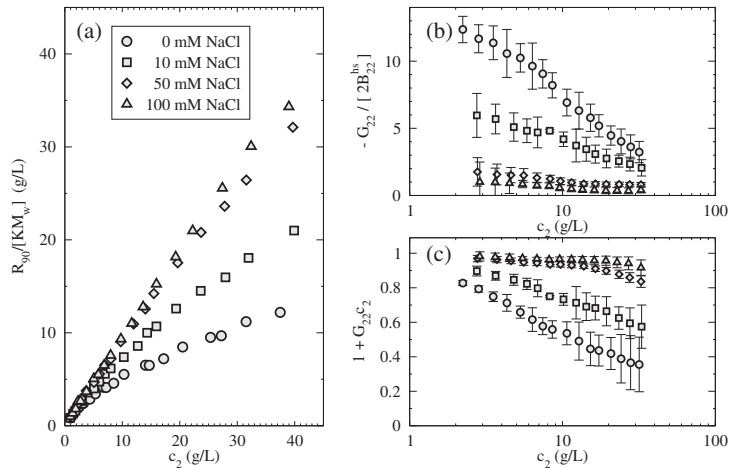 (a)
0 mM NaCl
10 mM NaCl
50 mM NaCl
100 mM NaCl
R₉₀/[KM_w] (g/L)
40
30
20
10
0
0 10 20 30 40
c₂ (g/L)
(b)
- G₂₂ / [ 2B₂₂ʰˢ ]
10
5
0
1 10 100
c₂ (g/L)
(c)
1 + G₂₂c₂
1
0.8
0.6
0.4
0.2
0
1 10 100
c₂ (g/L)